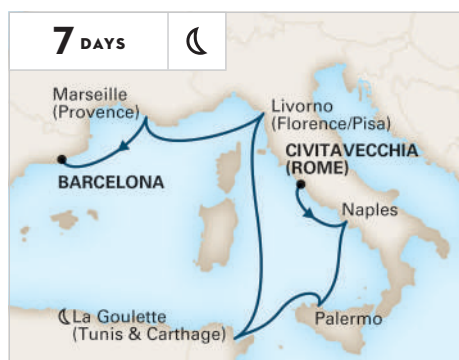 7 DAYS
Marseille
(Provence)
Livorno
(Florence/Pisa)
CIVITAVECCHIA
(ROME)
BARCELONA
Naples
La Goulette
(Tunis & Carthage)
Palermo